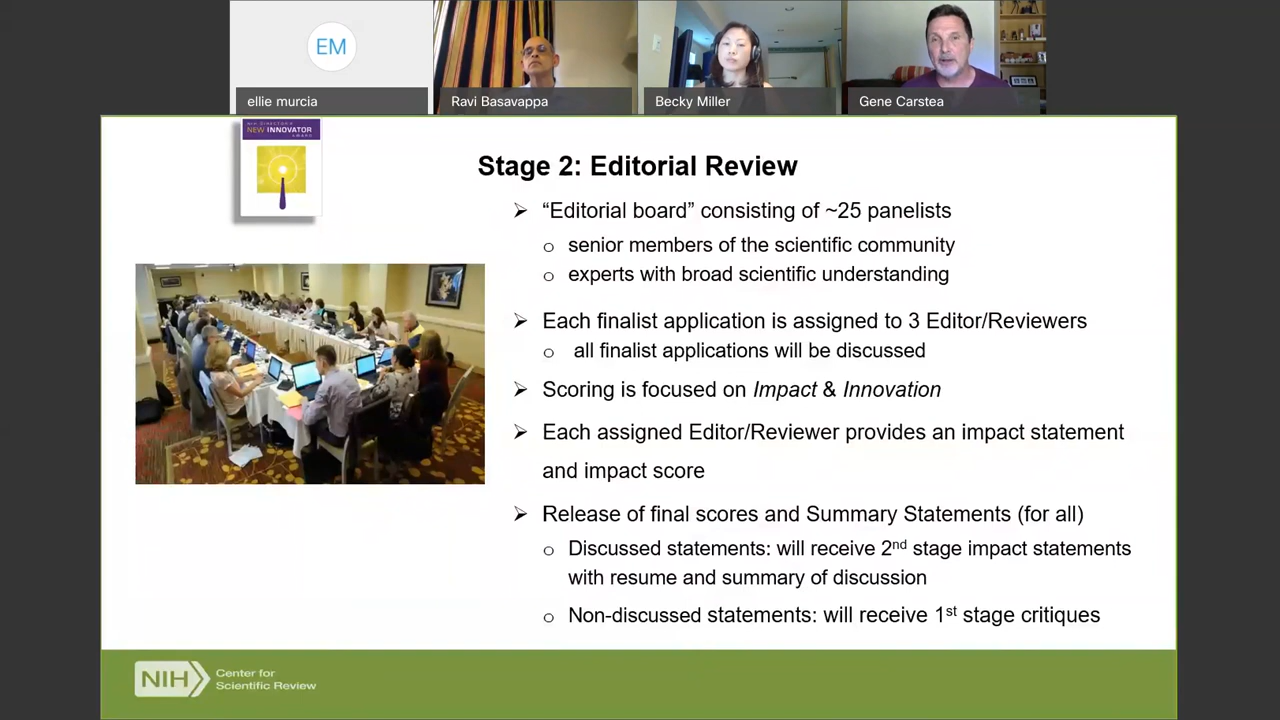 EM
ellie murcia
Ravi Basavappa
Becky Miller
Gene Carstea
NIH DIRECTOR'S
NEW INNOVATOR
AWARD
Stage 2: Editorial Review
➢ “Editorial board” consisting of ~25 panelists
o senior members of the scientific community
o experts with broad scientific understanding
➢ Each finalist application is assigned to 3 Editor/Reviewers
o all finalist applications will be discussed
➢ Scoring is focused on Impact & Innovation
➢ Each assigned Editor/Reviewer provides an impact statement
and impact score
➢ Release of final scores and Summary Statements (for all)
o Discussed statements: will receive 2nd stage impact statements
with resume and summary of discussion
o Non-discussed statements: will receive 1st stage critiques
NIH
Center for
Scientific Review